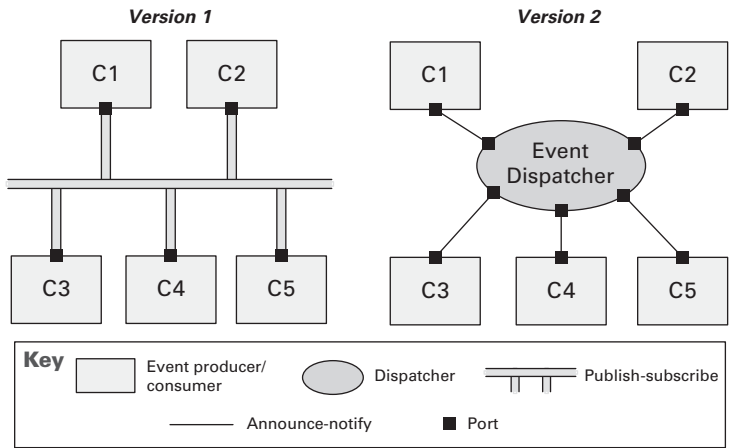 Version 1
Version 2
C1
C2
C1
C2
Event
Dispatcher
C3
C4
C5
C3
C4
C5
Key
Event producer/
consumer
Dispatcher
Publish-subscribe
Announce-notify
Port